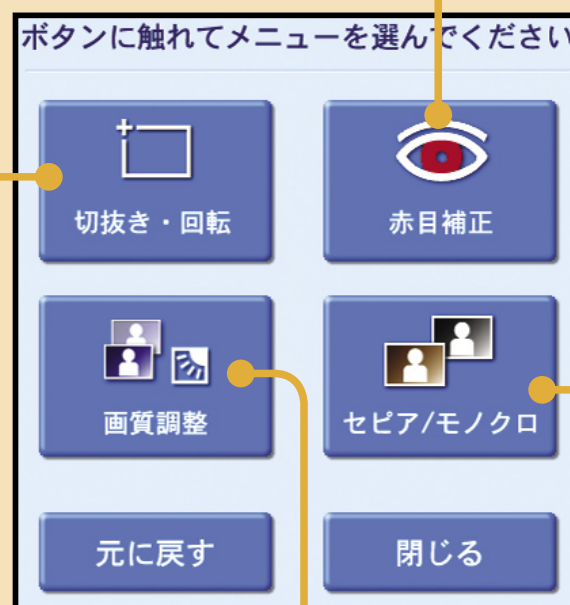 ボタンに触れてメニューを選んでください
切抜き・回転
赤目補正
画質調整
セピア/モノクロ
元に戻す
閉じる